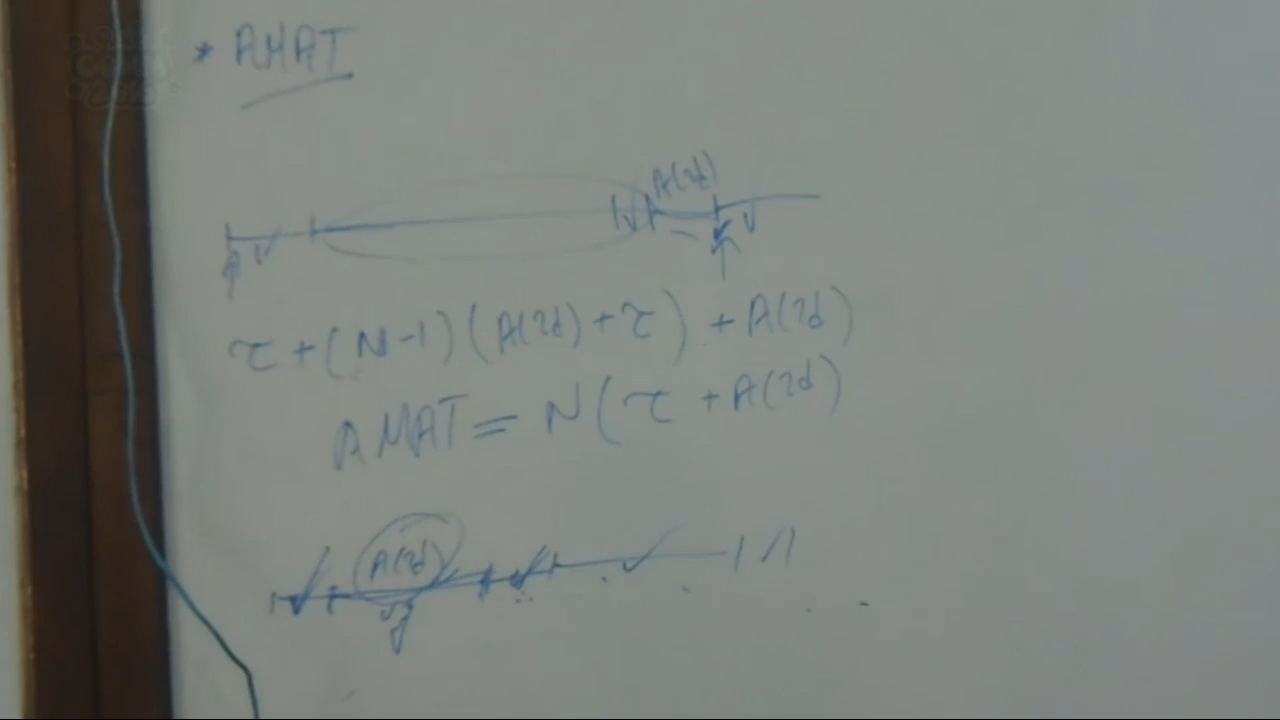 * AMAT
A(2d)
τ + (N-1) (A(2d) + τ) + A(2d)
AMAT = N(τ + A(2d)
A(2d)